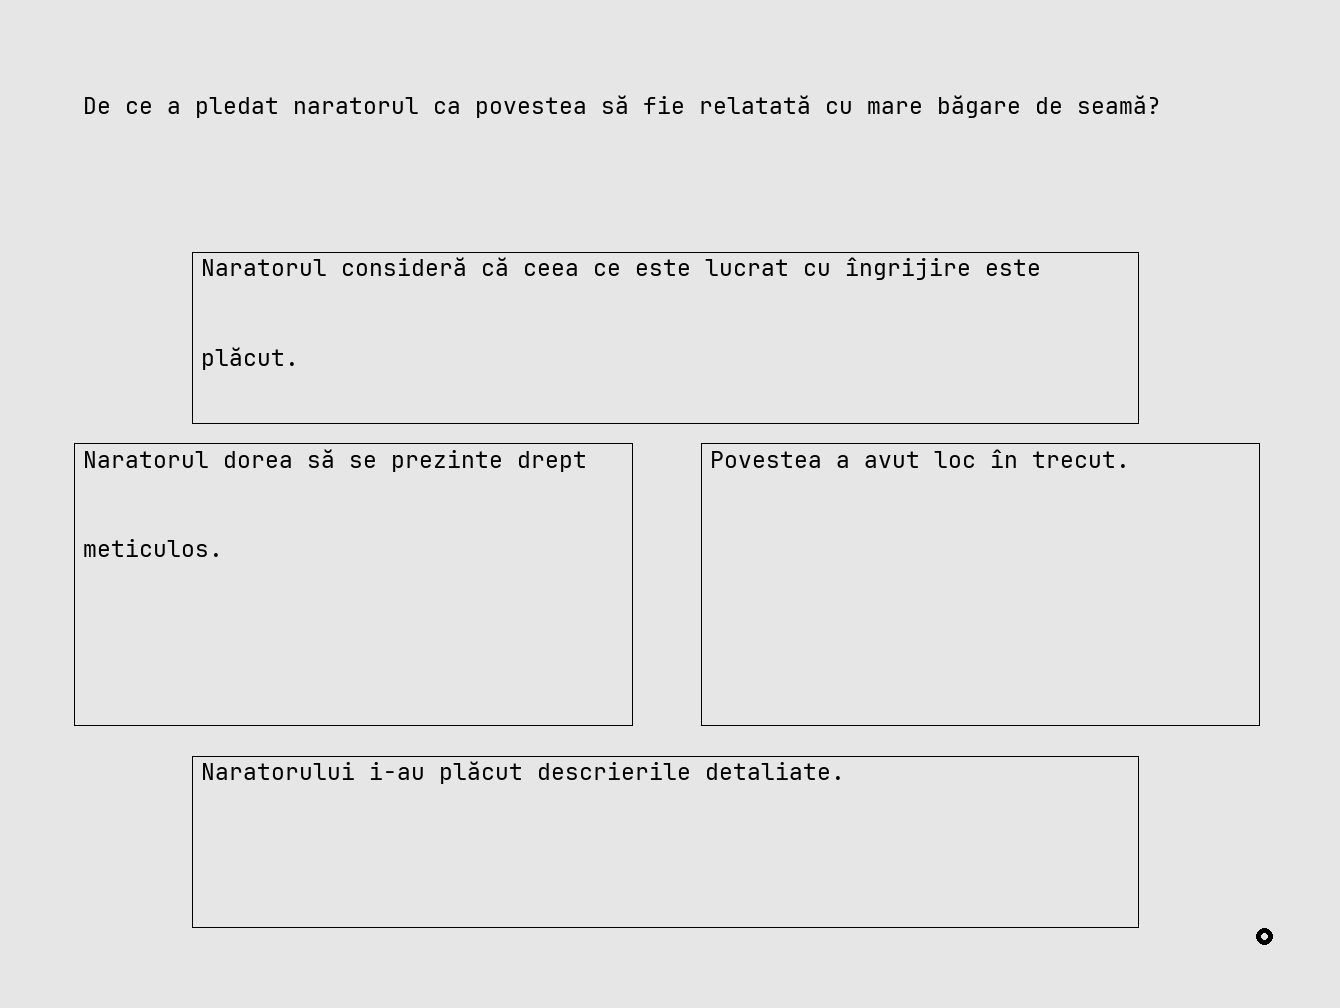 De ce a pledat naratorul ca povestea să fie relatată cu mare băgare de seamă?
Naratorul consideră că ceea ce este lucrat cu îngrijire este
plăcut.
Naratorul dorea să se prezinte drept
meticulos.
Povestea a avut loc în trecut.
Naratorului i-au plăcut descrierile detaliate.